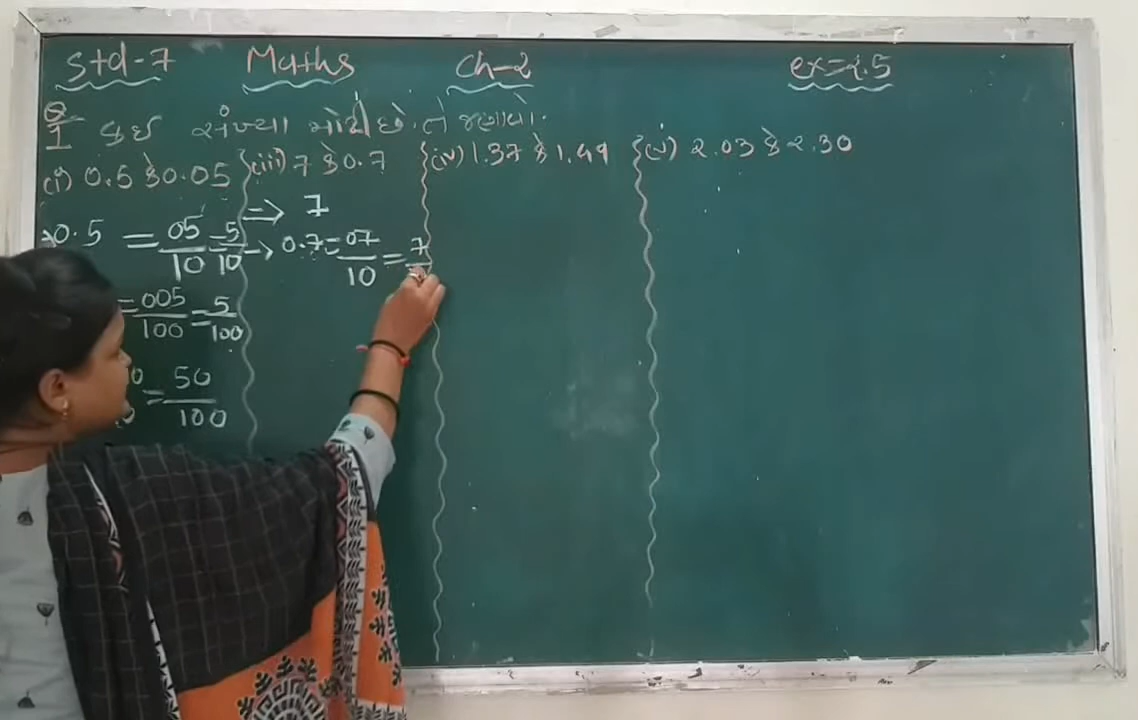 Std-7 Maths Ch-2 ex=2.5
Q
1 કઈ સંખ્યા મોટી છે તે જણાવો.
(i) 0.5 કે 0.05
→0.5 = 05/10 = 5/10
= 005/100 = 5/100
0 = 50/100
(iii) 7 કે 0.7
→ 7
→ 0.7 = 07/10 = 7
(iv) 1.37 કે 1.49
(v) 2.03 કે 2.30